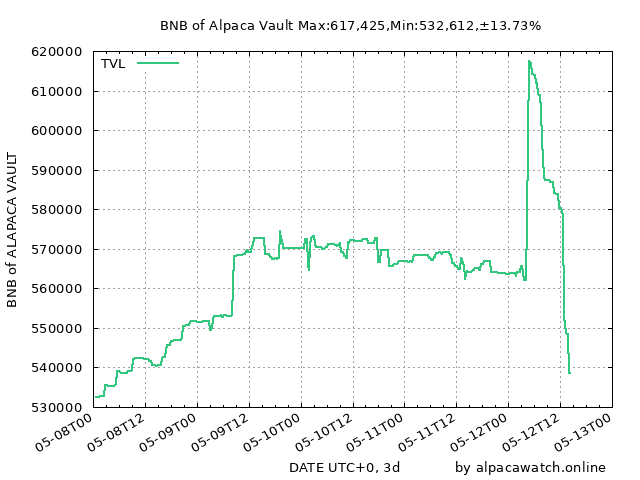 BNB of Alpaca Vault Max:617,425,Min:532,612,±13.73%
TVL
620000
610000
600000
590000
580000
570000
560000
550000
540000
530000
BNB of ALAPACA VAULT
05-08T00
05-08T12
05-09T00
05-09T12
05-10T00
05-10T12
05-11T00
05-11T12
05-12T00
05-12T12
05-13T00
DATE UTC+0, 3d
by alpacawatch.online